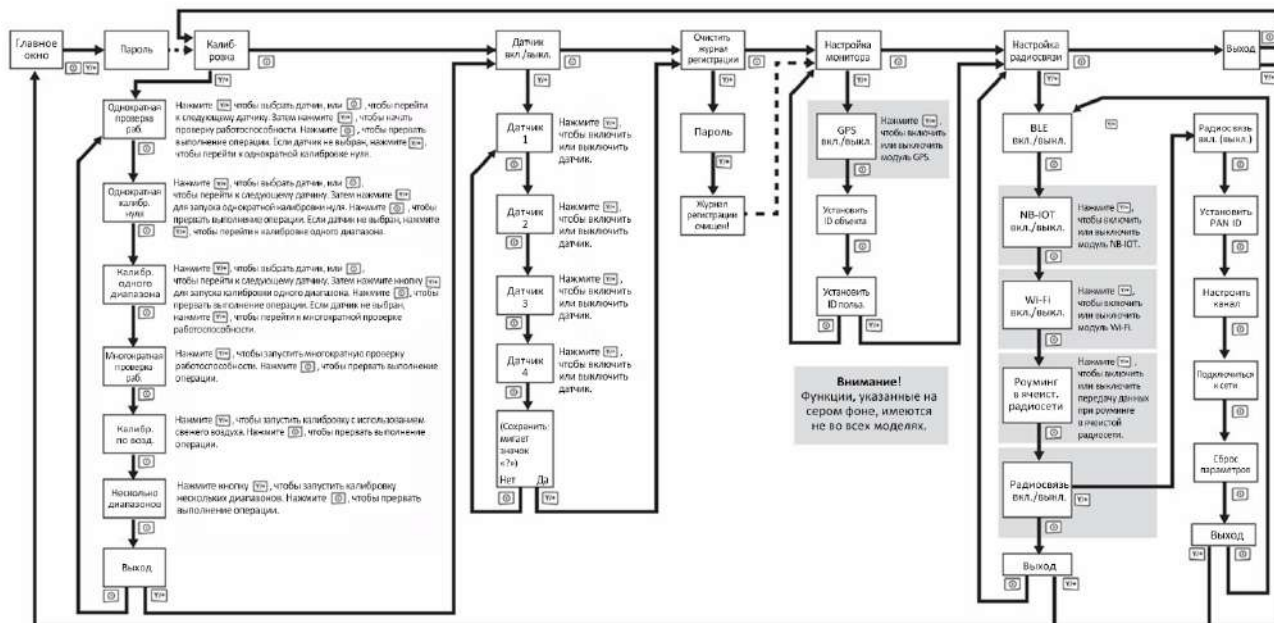 Главное
окно
Пароль
Калиб-
ровка
Датчик
вкл./выкл.
Очистить
журнал
регистрации
Настройка
монитора
Настройка
радиосвязи
Выход
Y/+
Однократная
проверка
раб.
Нажмите Y/+, чтобы выбрать датчик, или , чтобы перейти
к следующему датчику. Затем нажмите Y/+, чтобы начать
проверку работоспособности. Нажмите , чтобы прервать
выполнение операции. Если датчик не выбран, нажмите Y/+,
чтобы перейти к однократной калибровке нуля.
Однократная
калибр.
нуля
Нажмите Y/+, чтобы выбрать датчик, или ,
чтобы перейти к следующему датчику. Затем нажмите Y/+
для запуска однократной калибровки нуля. Нажмите , чтобы
прервать выполнение операции. Если датчик не выбран, нажмите
Y/+, чтобы перейти к калибровке одного диапазона.
Калибр.
одного
диапазона
Нажмите Y/+, чтобы выбрать датчик, или ,
чтобы перейти к следующему датчику. Затем нажмите кнопку Y/+
для запуска калибровки одного диапазона. Нажмите , чтобы
прервать выполнение операции. Если датчик не выбран,
нажмите Y/+, чтобы перейти к многократной проверке
работоспособности.
Многократная
проверка
раб.
Нажмите Y/+, чтобы запустить многократную проверку
работоспособности. Нажмите , чтобы прервать выполнение
операции.
Калибр.
по возд.
Нажмите Y/+, чтобы запустить калибровку с использованием
свежего воздуха. Нажмите , чтобы прервать выполнение
операции.
Несколько
диапазонов
Нажмите кнопку Y/+, чтобы запустить калибровку
нескольких диапазонов. Нажмите , чтобы прервать
выполнение операции.
Выход
Y/+
Датчик
1
Нажмите Y/+,
чтобы включить
или выключить
датчик.
Датчик
2
Нажмите Y/+,
чтобы включить
или выключить
датчик.
Датчик
3
Нажмите Y/+,
чтобы включить
или выключить
датчик.
Датчик
4
Нажмите Y/+,
чтобы включить
или выключить
датчик.
(Сохранить:
мигает
значок
«?»)
Нет Да
Y/+
Пароль
Y/+
Журнал
регистрации
очищен!
GPS
вкл./выкл.
Нажмите Y/+,
чтобы включить
или выключить
модуль GPS.
Установить
ID объекта
Установить
ID польз.
Y/+
Внимание!
Функции, указанные на
сером фоне, имеются
не во всех моделях.
BLE
вкл./выкл.
Y/+
NB-IOT
вкл./выкл.
Нажмите Y/+,
чтобы включить
или выключить
модуль NB-IOT.
Wi-Fi
вкл./выкл.
Нажмите Y/+,
чтобы включить
или выключить
модуль Wi-Fi.
Роуминг
в ячеист.
радиосети
Нажмите Y/+,
чтобы включить
или выключить
передачу данных
при роуминге
в ячеистой
радиосети.
Радиосвязь
вкл./выкл.
Y/+
Выход
Y/+
Радиосвязь
вкл. (выкл.)
Установить
PAN ID
Настроить
канал
Подключиться
к сети
Сброс
параметров
Выход
Y/+